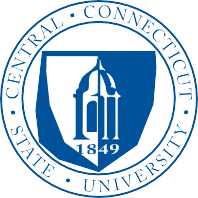 CENTRAL • CONNECTICUT • STATE • UNIVERSITY •
1849